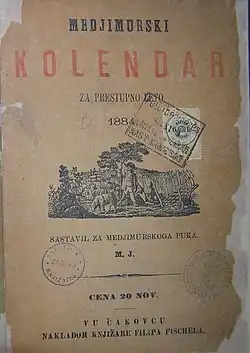 MEDJIMURSKI
KOLENDAR
ZA PRESTUPNO LETO
1884
SASTAVIL ZA MEDJIMURSKOGA PUKA.
M. J.
CENA 20 NOV.
VU ČAKOVCU
NAKLADOM KNJIŽARE FILIPA FISCHELA.